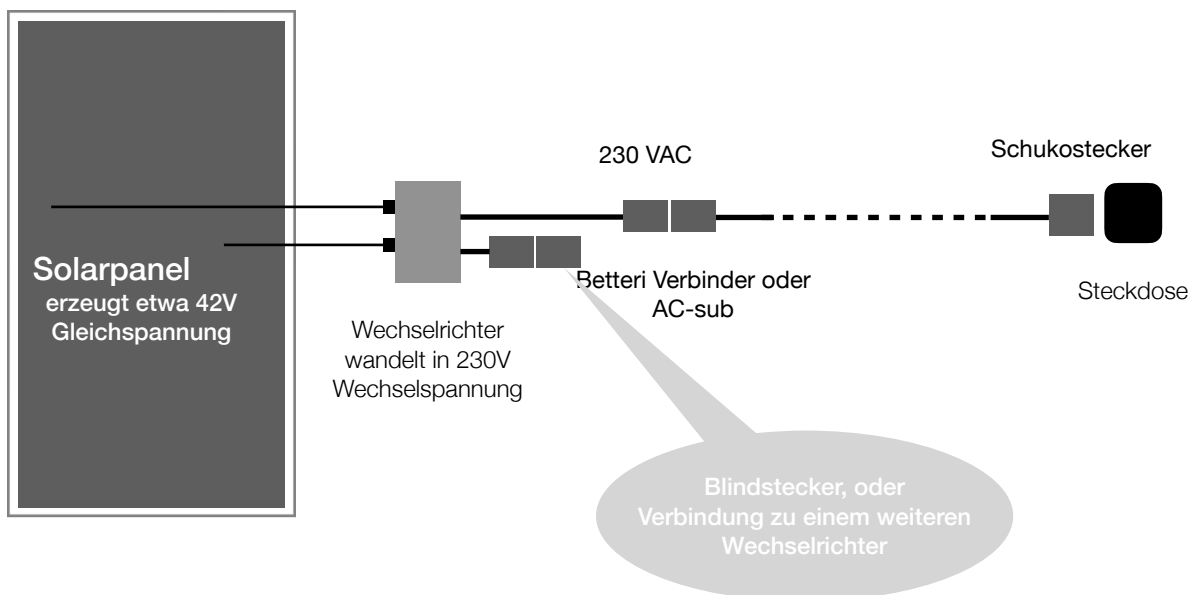 230 VAC
Schukostecker
Solarpanel
erzeugt etwa 42V
Gleichspannung
Betteri Verbinder oder
AC-sub
Steckdose
Wechselrichter
wandelt in 230V
Wechselspannung
Blindstecker, oder
Verbindung zu einem weiteren
Wechselrichter